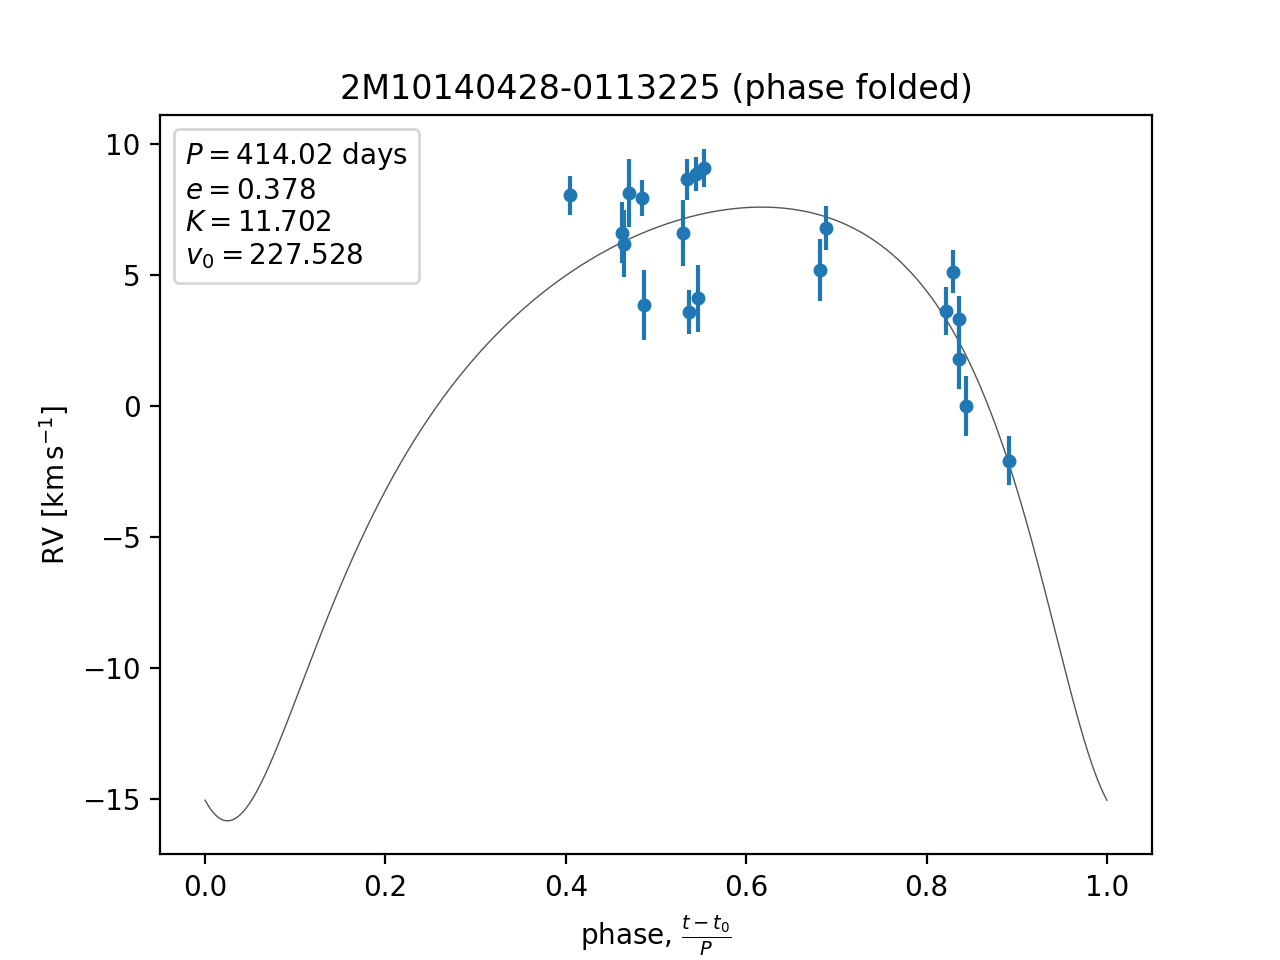 2M10140428-0113225 (phase folded)
P = 414.02 days
e = 0.378
K = 11.702
v₀ = 227.528
10
5
0
−5
−10
−15
RV [km s⁻¹]
0.0 0.2 0.4 0.6 0.8 1.0
phase, (t − t₀)/P